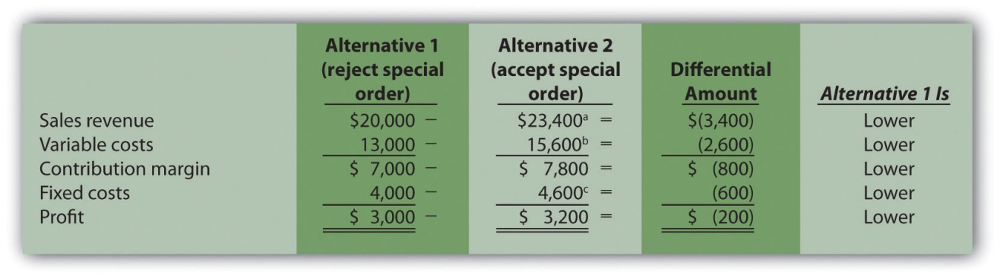 Alternative 1 Alternative 2
(reject special (accept special Differential
order) order) Amount Alternative 1 Is
Sales revenue $20,000 – $23,400ᵃ = $(3,400) Lower
Variable costs 13,000 – 15,600ᵇ = (2,600) Lower
Contribution margin $ 7,000 – $ 7,800 = $ (800) Lower
Fixed costs 4,000 – 4,600ᶜ = (600) Lower
Profit $ 3,000 – $ 3,200 = $ (200) Lower